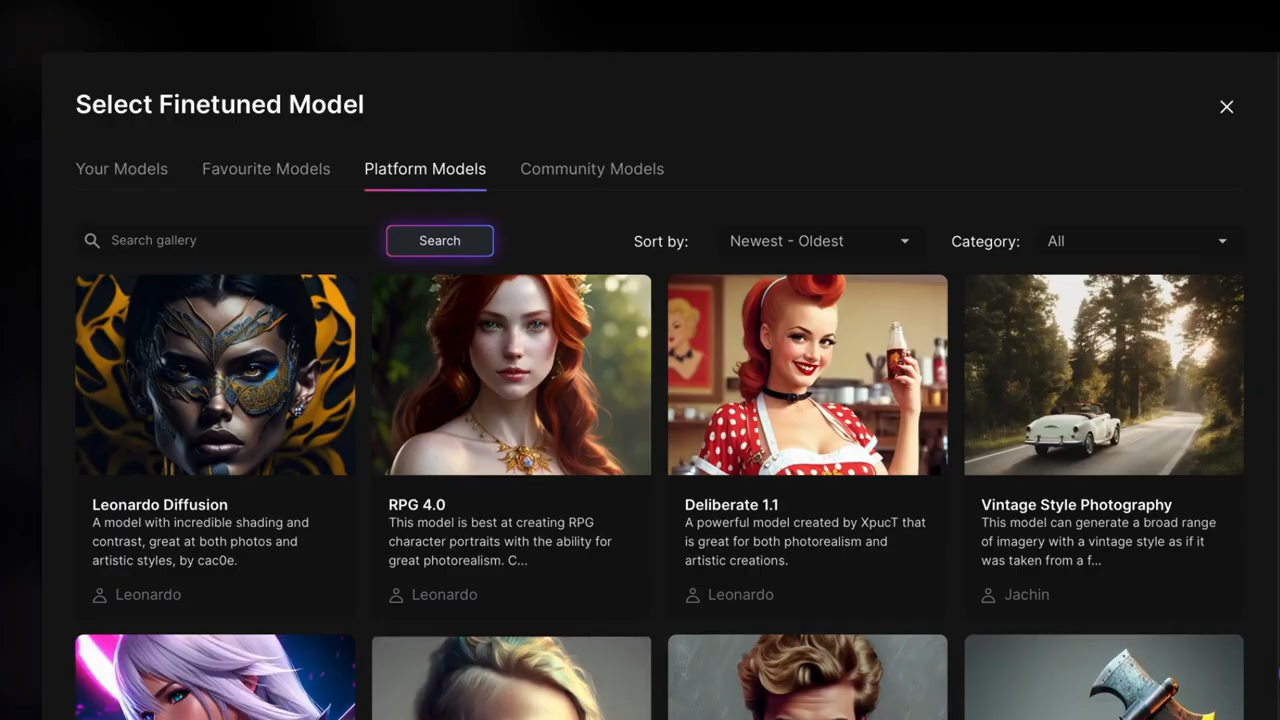 Select Finetuned Model
Your Models
Favourite Models
Platform Models
Community Models
Search gallery
Search
Sort by:
Newest - Oldest
Category:
All
Leonardo Diffusion
A model with incredible shading and
contrast, great at both photos and
artistic styles, by cac0e.
Leonardo
RPG 4.0
This model is best at creating RPG
character portraits with the ability for
great photorealism. C...
Leonardo
Deliberate 1.1
A powerful model created by XpucT that
is great for both photorealism and
artistic creations.
Leonardo
Vintage Style Photography
This model can generate a broad range
of imagery with a vintage style as if it
was taken from a f...
Jachin